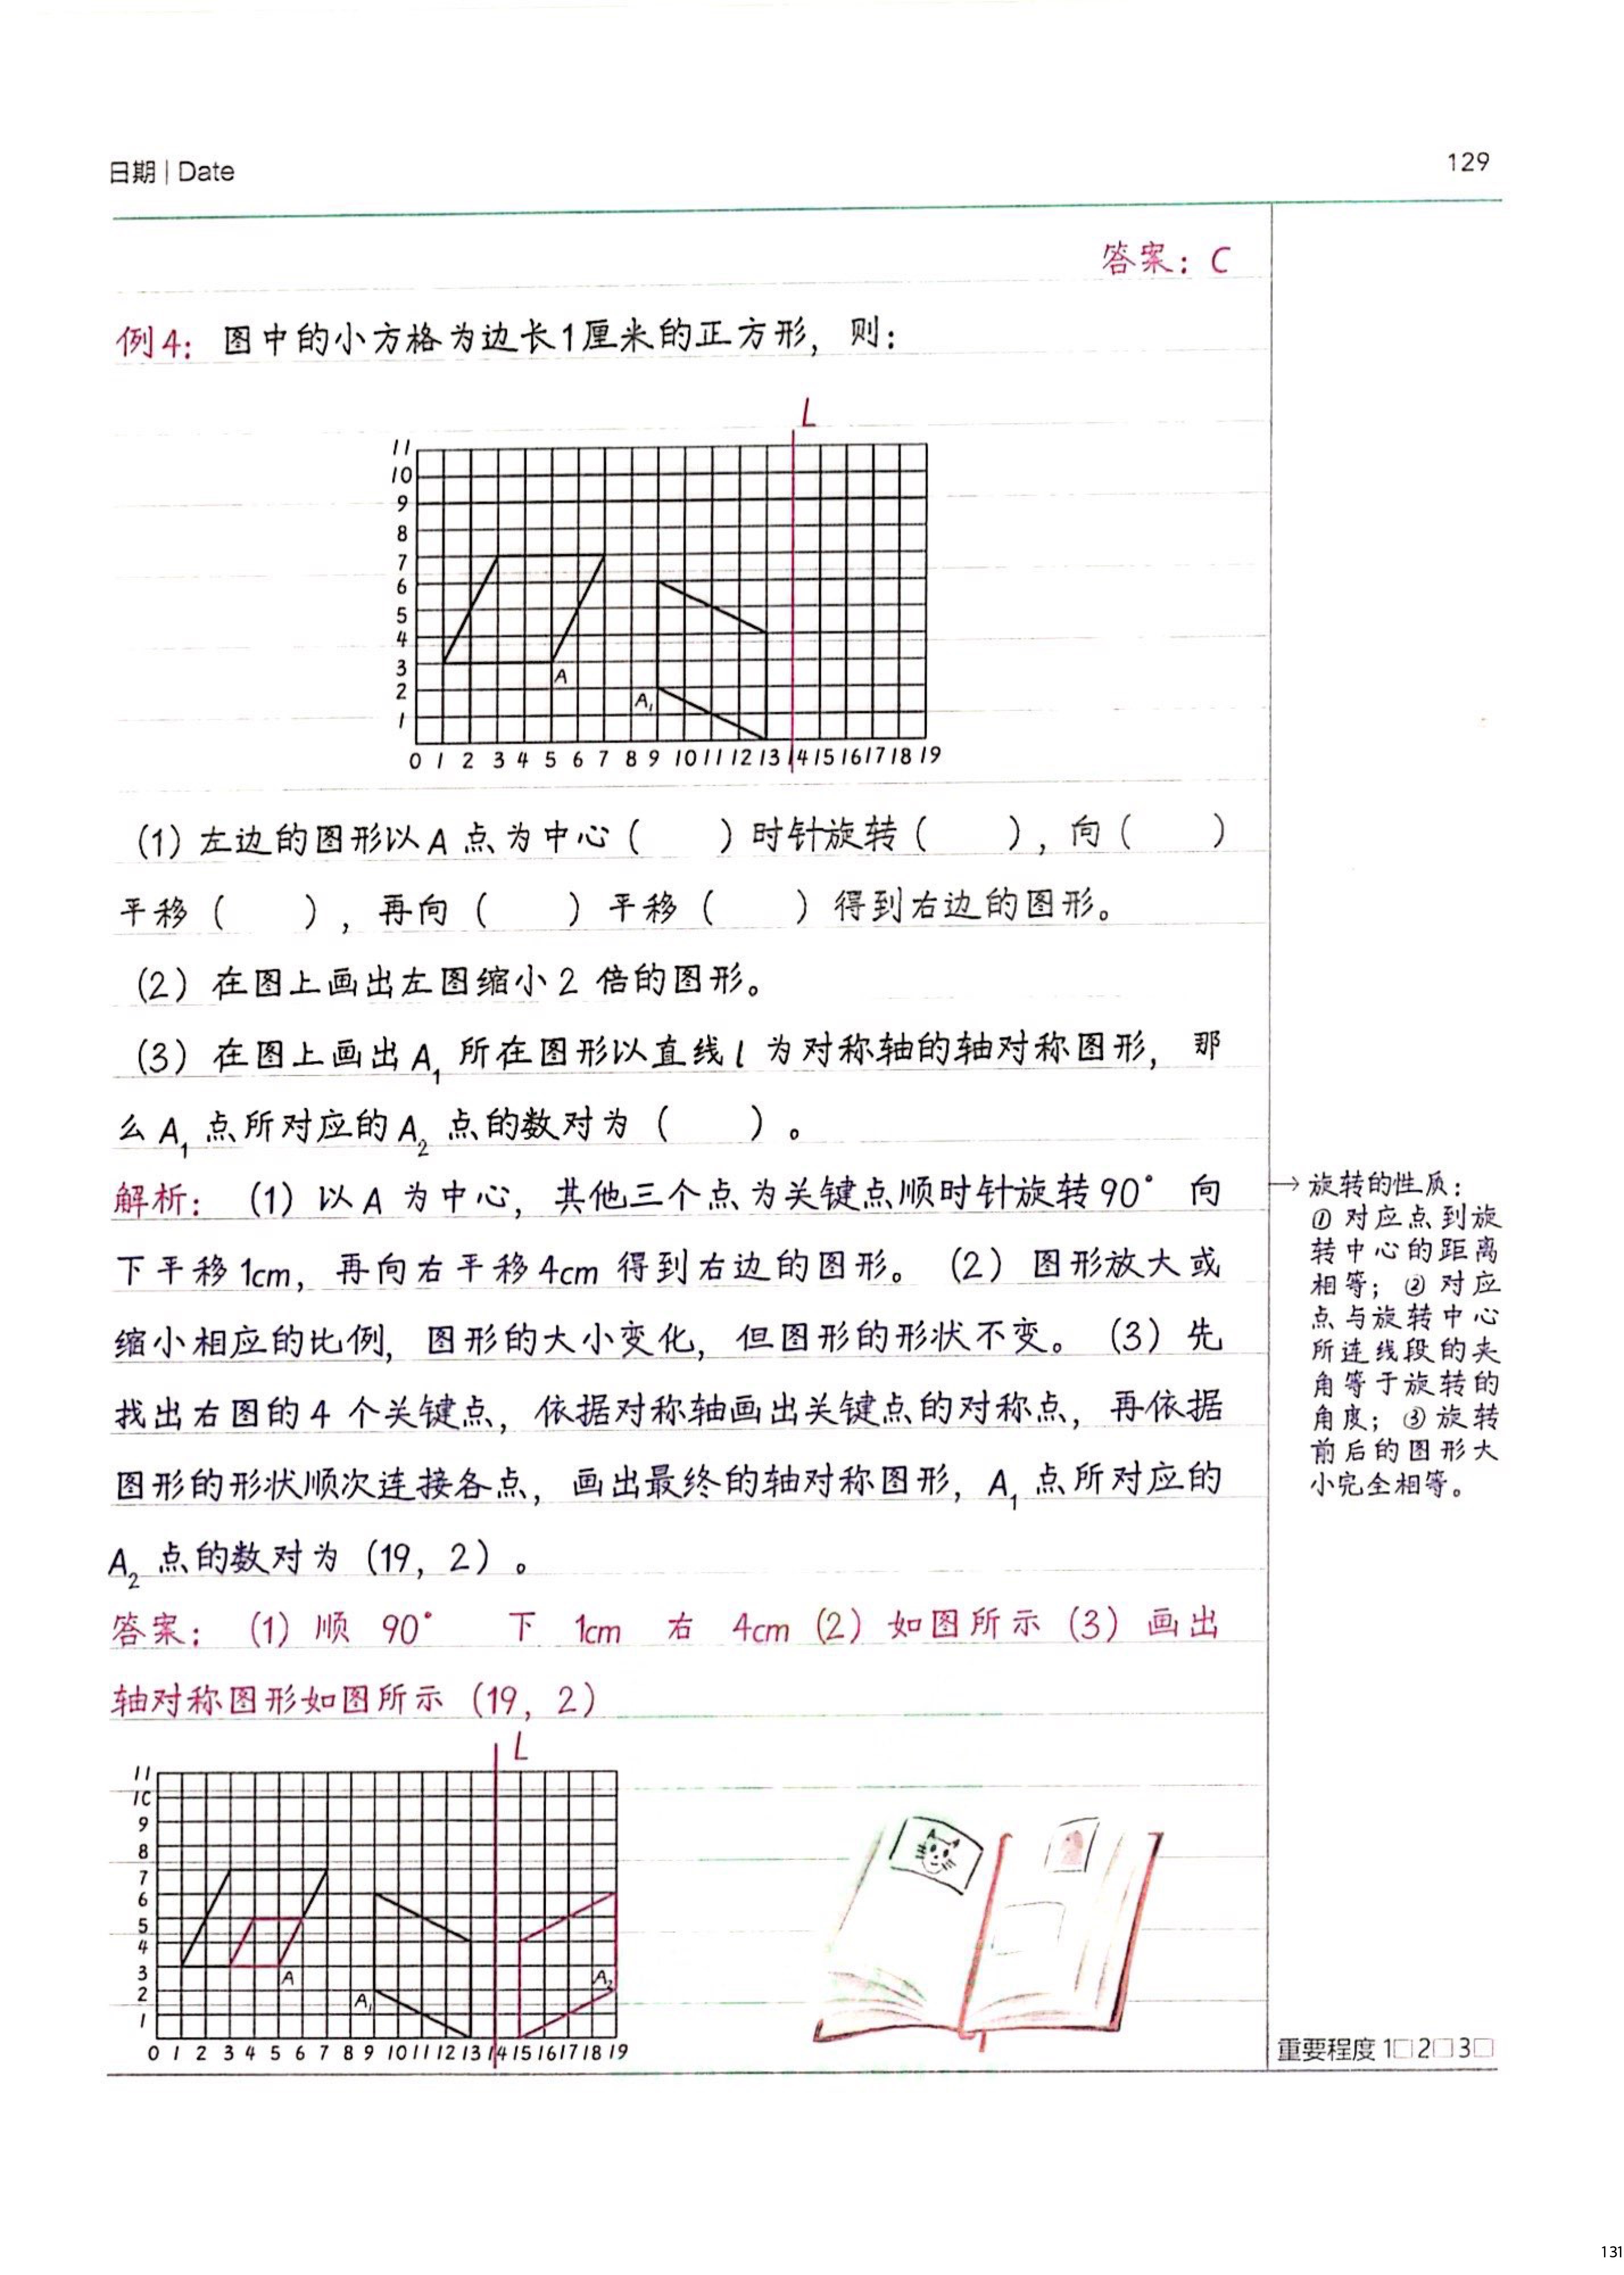 日期 | Date
129
答案：C
例4：图中的小方格为边长1厘米的正方形，则：
L
11
10
9
8
7
6
5
4
3
2
1
A
A₁
0 1 2 3 4 5 6 7 8 9 10 11 12 13 14 15 16 17 18 19
（1）左边的图形以A点为中心（　　）时针旋转（　　），向（　　）
平移（　　），再向（　　）平移（　　）得到右边的图形。
（2）在图上画出左图缩小2倍的图形。
（3）在图上画出A₁所在图形以直线l为对称轴的轴对称图形，那
么A₁点所对应的A₂点的数对为（　　）。
解析：（1）以A为中心，其他三个点为关键点顺时针旋转90°向
下平移1cm，再向右平移4cm得到右边的图形。（2）图形放大或
缩小相应的比例，图形的大小变化，但图形的形状不变。（3）先
找出右图的4个关键点，依据对称轴画出关键点的对称点，再依据
图形的形状顺次连接各点，画出最终的轴对称图形，A₁点所对应的
A₂点的数对为（19，2）。
答案：（1）顺 90° 下 1cm 右 4cm（2）如图所示（3）画出
轴对称图形如图所示（19，2）
→旋转的性质：
①对应点到旋
转中心的距离
相等；②对应
点与旋转中心
所连线段的夹
角等于旋转的
角度；③旋转
前后的图形大
小完全相等。
L
11
10
9
8
7
6
5
4
3
2
1
A
A₁
A₂
0 1 2 3 4 5 6 7 8 9 10 11 12 13 14 15 16 17 18 19
重要程度 1□ 2□ 3□
131